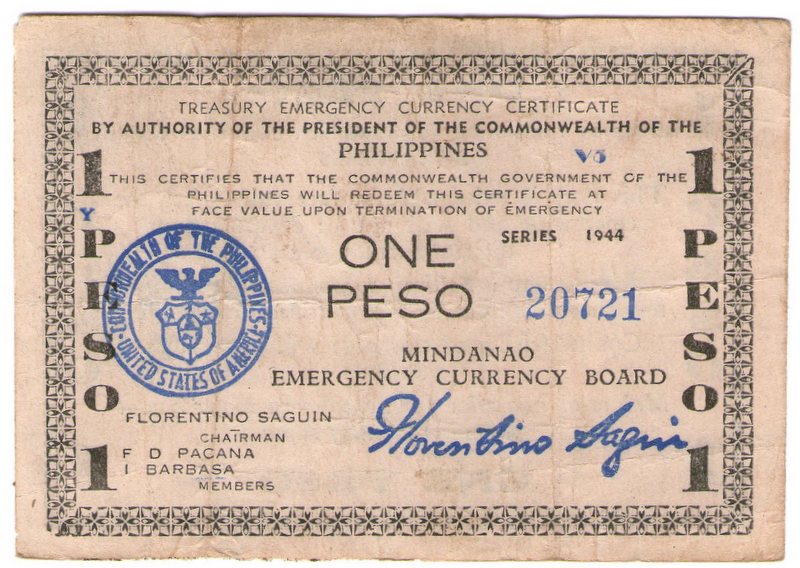 TREASURY EMERGENCY CURRENCY CERTIFICATE
BY AUTHORITY OF THE PRESIDENT OF THE COMMONWEALTH OF THE
PHILIPPINES
V5
1
1
THIS CERTIFIES THAT THE COMMONWEALTH GOVERNMENT OF THE
PHILIPPINES WILL REDEEM THIS CERTIFICATE AT
FACE VALUE UPON TERMINATION OF EMERGENCY
Y
PESO
PESO
SERIES 1944
ONE
PESO
20721
COMMONWEALTH OF THE PHILIPPINES
UNITED STATES OF AMERICA
MINDANAO
EMERGENCY CURRENCY BOARD
FLORENTINO SAGUIN
CHAIRMAN
F D PACANA
I BARBASA
MEMBERS
Florentino Saguin
1
1